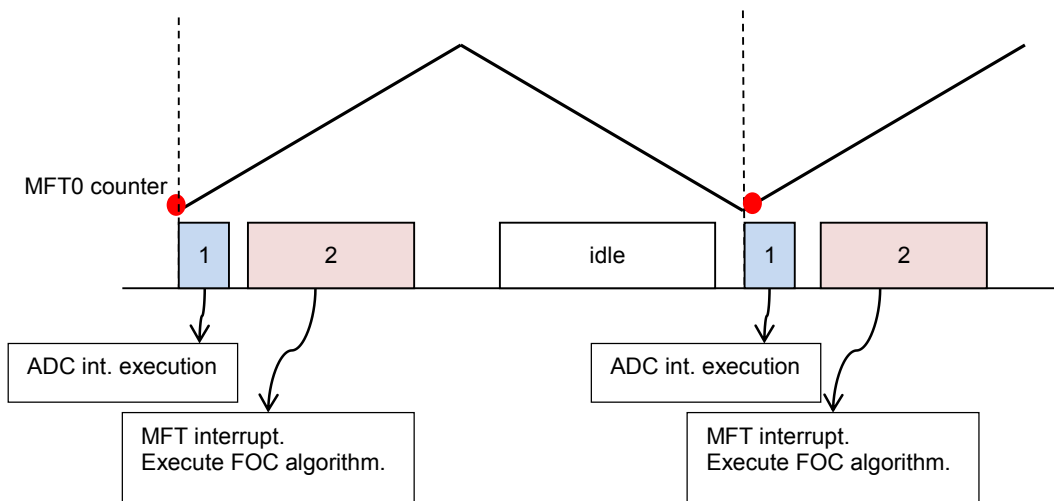 MFT0 counter
1
2
idle
1
2
ADC int. execution
ADC int. execution
MFT interrupt.
Execute FOC algorithm.
MFT interrupt.
Execute FOC algorithm.